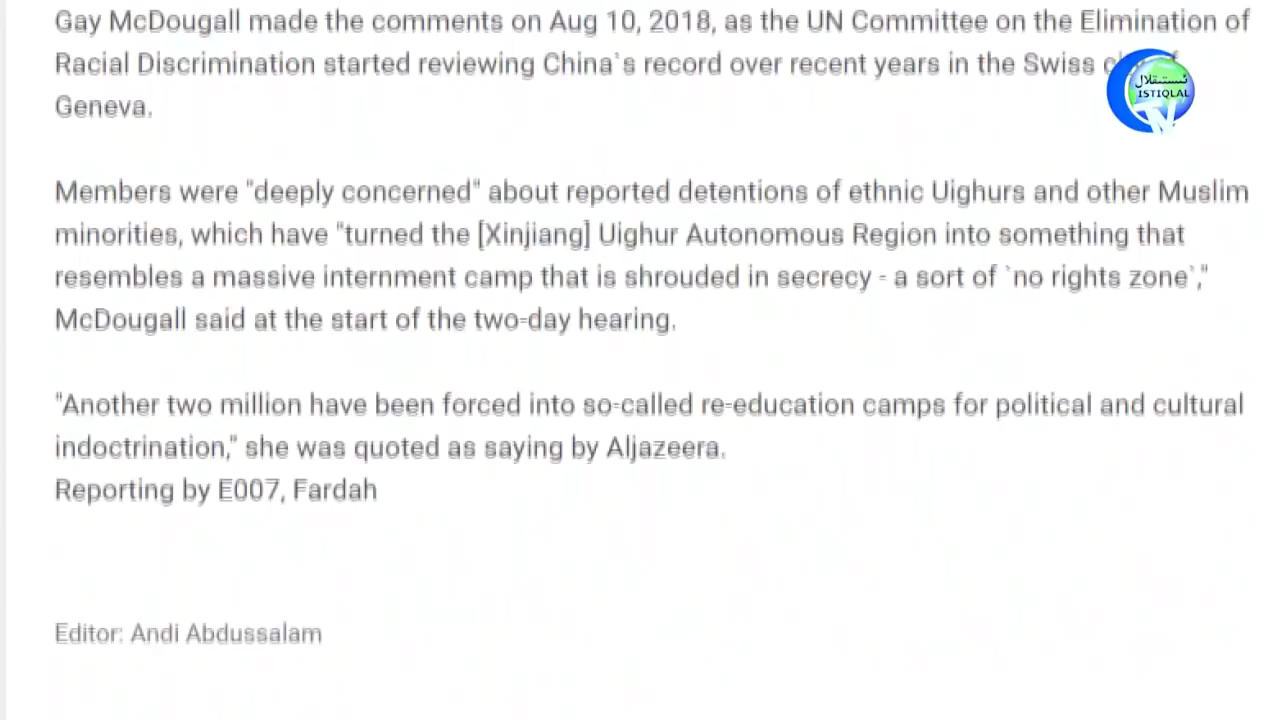 Gay McDougall made the comments on Aug 10, 2018, as the UN Committee on the Elimination of
Racial Discrimination started reviewing China`s record over recent years in the Swiss
Geneva.
Members were "deeply concerned" about reported detentions of ethnic Uighurs and other Muslim
minorities, which have "turned the [Xinjiang] Uighur Autonomous Region into something that
resembles a massive internment camp that is shrouded in secrecy - a sort of `no rights zone`,"
McDougall said at the start of the two-day hearing.
"Another two million have been forced into so-called re-education camps for political and cultural
indoctrination," she was quoted as saying by Aljazeera.
Reporting by E007, Fardah
Editor: Andi Abdussalam
ئىستىقلال
ISTIQLAL
TV